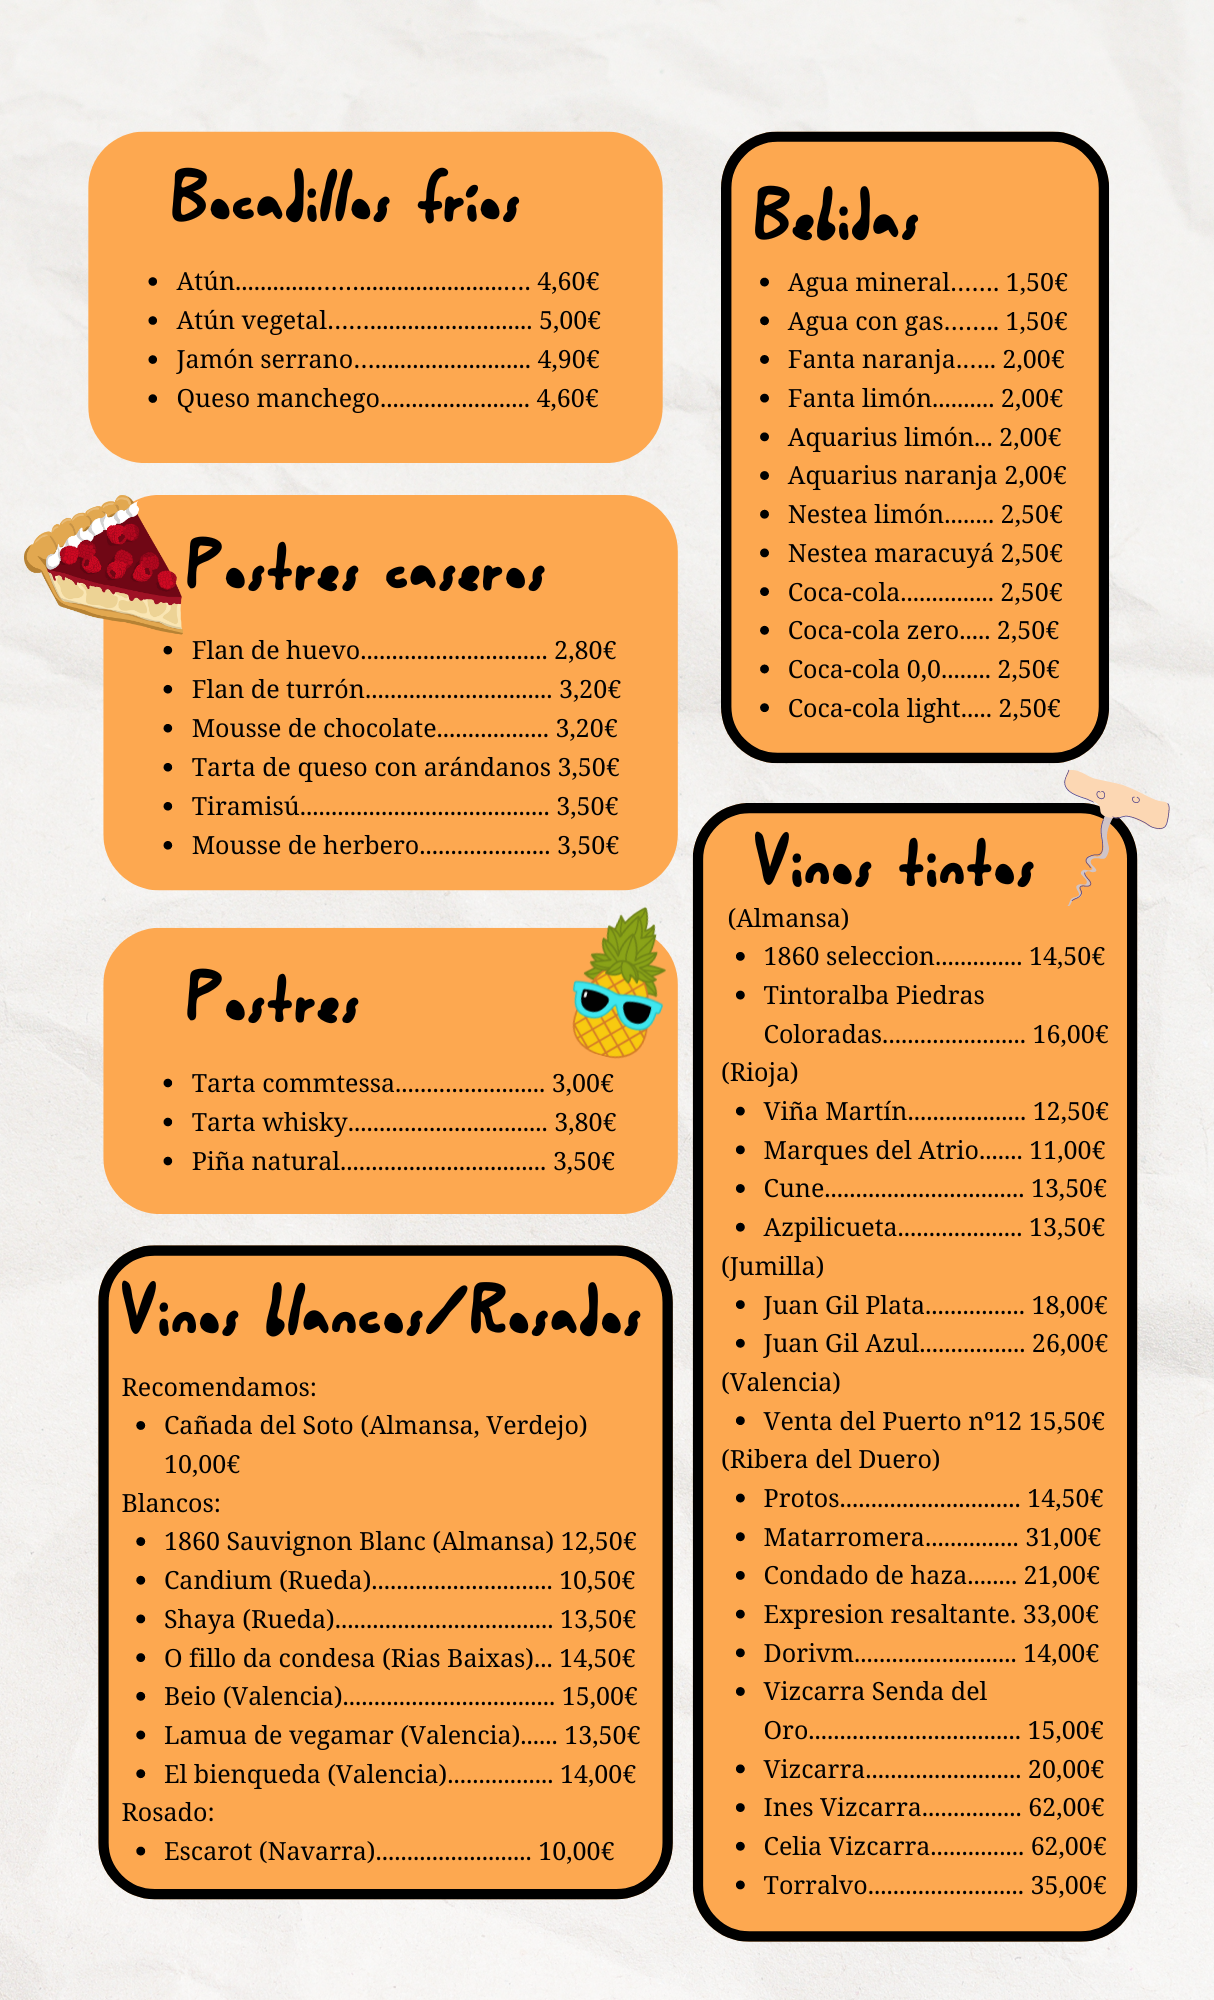 Bocadillos fríos
Atún.................................................. 4,60€
Atún vegetal................................... 5,00€
Jamón serrano............................... 4,90€
Queso manchego........................ 4,60€
Postres caseros
Flan de huevo.............................. 2,80€
Flan de turrón.............................. 3,20€
Mousse de chocolate.................. 3,20€
Tarta de queso con arándanos 3,50€
Tiramisú........................................ 3,50€
Mousse de herbero..................... 3,50€
Postres
Tarta commtessa........................ 3,00€
Tarta whisky................................ 3,80€
Piña natural................................. 3,50€
Vinos blancos/Rosados
Recomendamos:
Cañada del Soto (Almansa, Verdejo)
10,00€
Blancos:
1860 Sauvignon Blanc (Almansa) 12,50€
Candium (Rueda)............................. 10,50€
Shaya (Rueda)................................... 13,50€
O fillo da condesa (Rias Baixas)... 14,50€
Beio (Valencia).................................. 15,00€
Lamua de vegamar (Valencia)...... 13,50€
El bienqueda (Valencia)................. 14,00€
Rosado:
Escarot (Navarra)......................... 10,00€
Bebidas
Agua mineral....... 1,50€
Agua con gas........ 1,50€
Fanta naranja...... 2,00€
Fanta limón.......... 2,00€
Aquarius limón... 2,00€
Aquarius naranja 2,00€
Nestea limón........ 2,50€
Nestea maracuyá 2,50€
Coca-cola............... 2,50€
Coca-cola zero..... 2,50€
Coca-cola 0,0........ 2,50€
Coca-cola light..... 2,50€
Vinos tintos
(Almansa)
1860 seleccion.............. 14,50€
Tintoralba Piedras
Coloradas....................... 16,00€
(Rioja)
Viña Martín................... 12,50€
Marques del Atrio....... 11,00€
Cune................................ 13,50€
Azpilicueta.................... 13,50€
(Jumilla)
Juan Gil Plata................ 18,00€
Juan Gil Azul................. 26,00€
(Valencia)
Venta del Puerto nº12 15,50€
(Ribera del Duero)
Protos............................. 14,50€
Matarromera............... 31,00€
Condado de haza........ 21,00€
Expresion resaltante. 33,00€
Dorivm.......................... 14,00€
Vizcarra Senda del
Oro.................................. 15,00€
Vizcarra......................... 20,00€
Ines Vizcarra................ 62,00€
Celia Vizcarra............... 62,00€
Torralvo......................... 35,00€